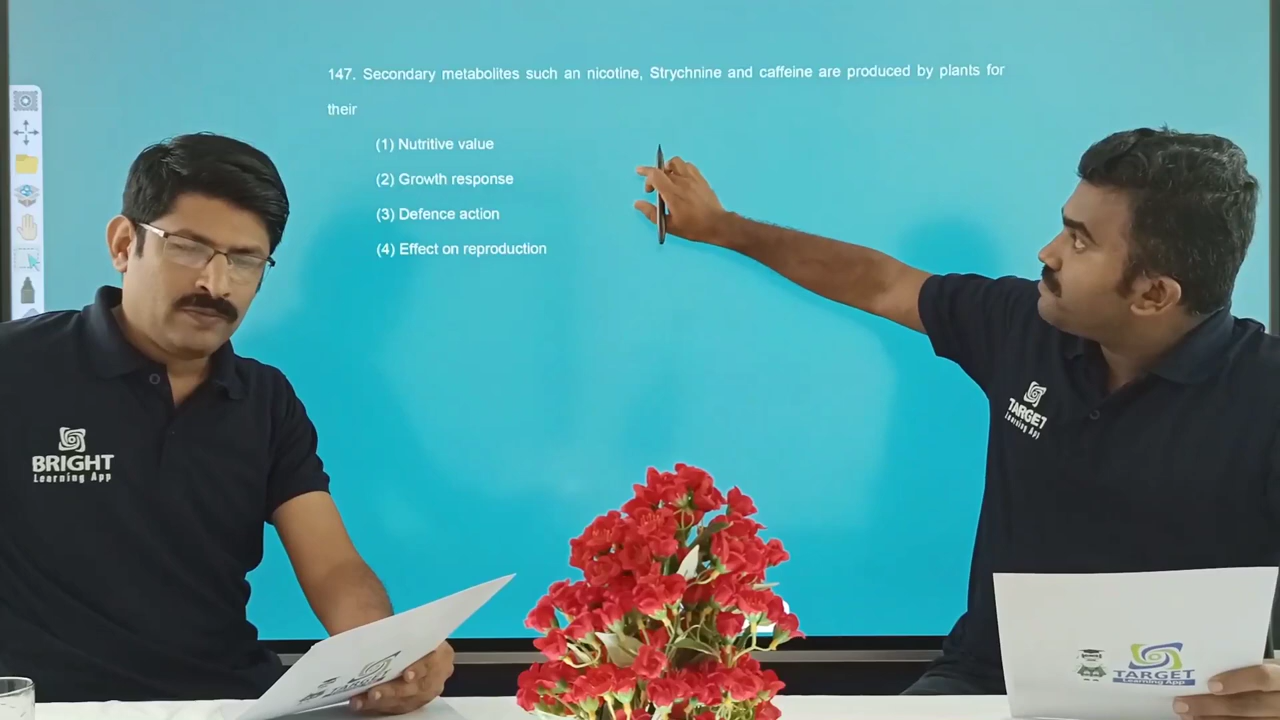 147. Secondary metabolites such an nicotine, Strychnine and caffeine are produced by plants for
their
(1) Nutritive value
(2) Growth response
(3) Defence action
(4) Effect on reproduction
BRIGHT
Learning App
TARGET
Learning App
TARGET
TARGET
Learning App